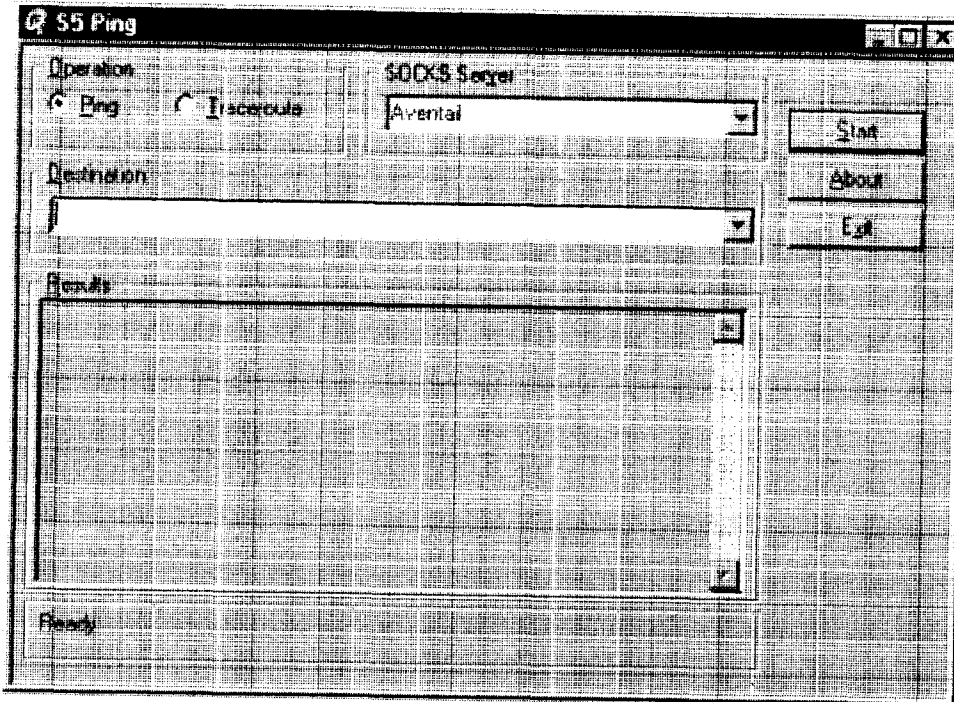 S5 Ping
Operation
Ping
Traceroute
SOCKS Server
Aventail
Start
About
Exit
Destination
Results
Ready